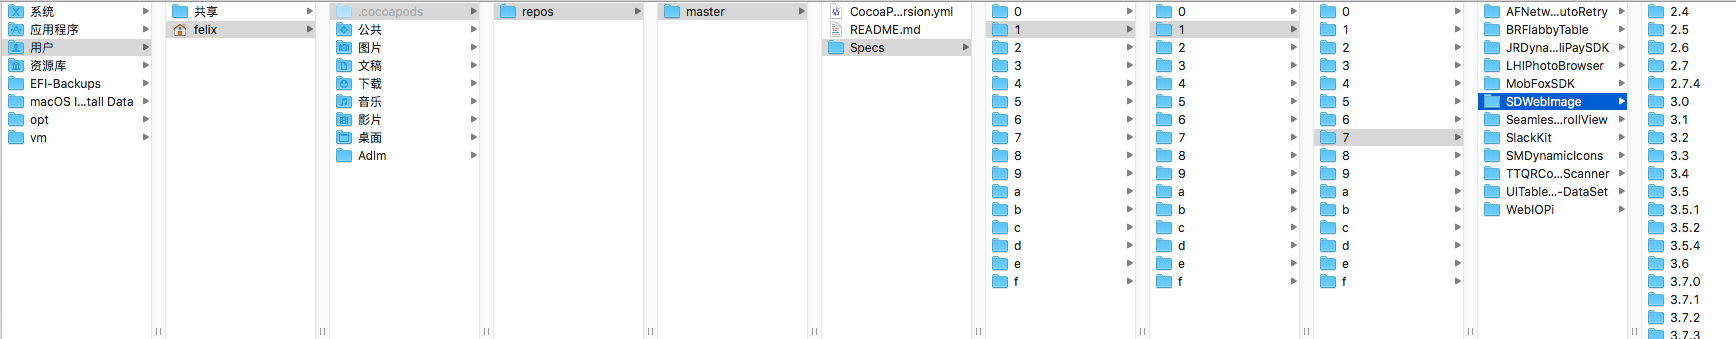 系统
应用程序
用户
资源库
EFI-Backups
macOS I...tall Data
opt
vm
共享
felix
.cocoapods
公共
图片
文稿
下载
音乐
影片
桌面
Adlm
repos
master
CocoaP...rsion.yml
README.md
Specs
0
1
2
3
4
5
6
7
8
9
a
b
c
d
e
f
0
1
2
3
4
5
6
7
8
9
a
b
c
d
e
f
0
1
2
3
4
5
6
7
8
9
a
b
c
d
e
f
AFNetw...utoRetry
BRFlabbyTable
JRDyna...liPaySDK
LHIPhotoBrowser
MobFoxSDK
SDWebImage
Seamles...rollView
SlackKit
SMDynamicIcons
TTQRCo...Scanner
UITable...-DataSet
WebIOPi
2.4
2.5
2.6
2.7
2.7.4
3.0
3.1
3.2
3.3
3.4
3.5
3.5.1
3.5.2
3.5.4
3.6
3.7.0
3.7.1
3.7.2
3.7.3